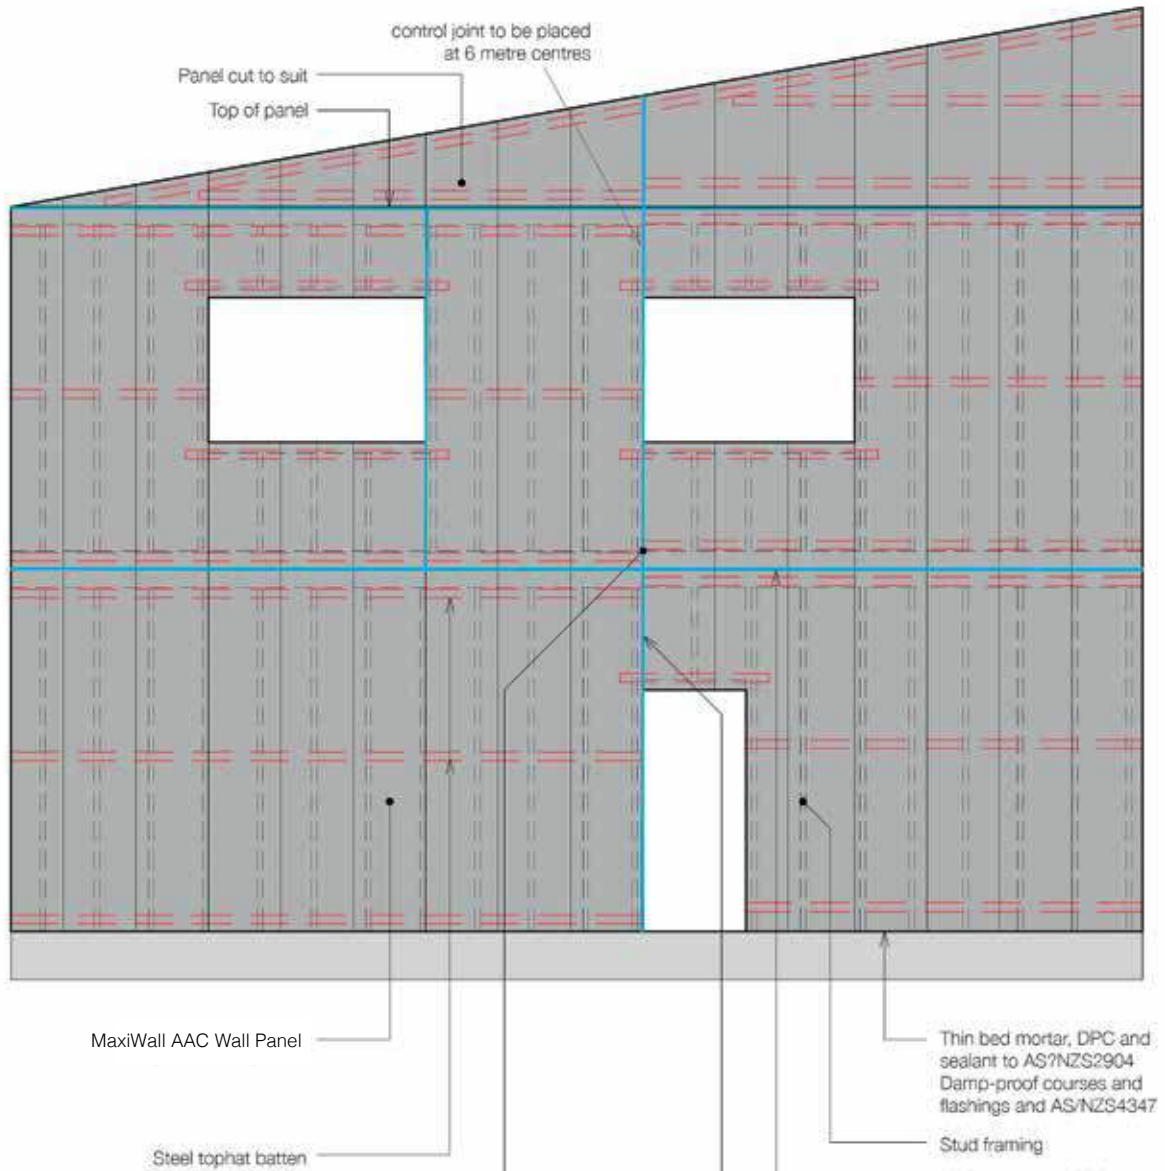 control joint to be placed
at 6 metre centres
Panel cut to suit
Top of panel
MaxiWall AAC Wall Panel
Thin bed mortar, DPC and
sealant to AS?NZS2904
Damp-proof courses and
flashings and AS/NZS4347
Stud framing
Steel tophat batten